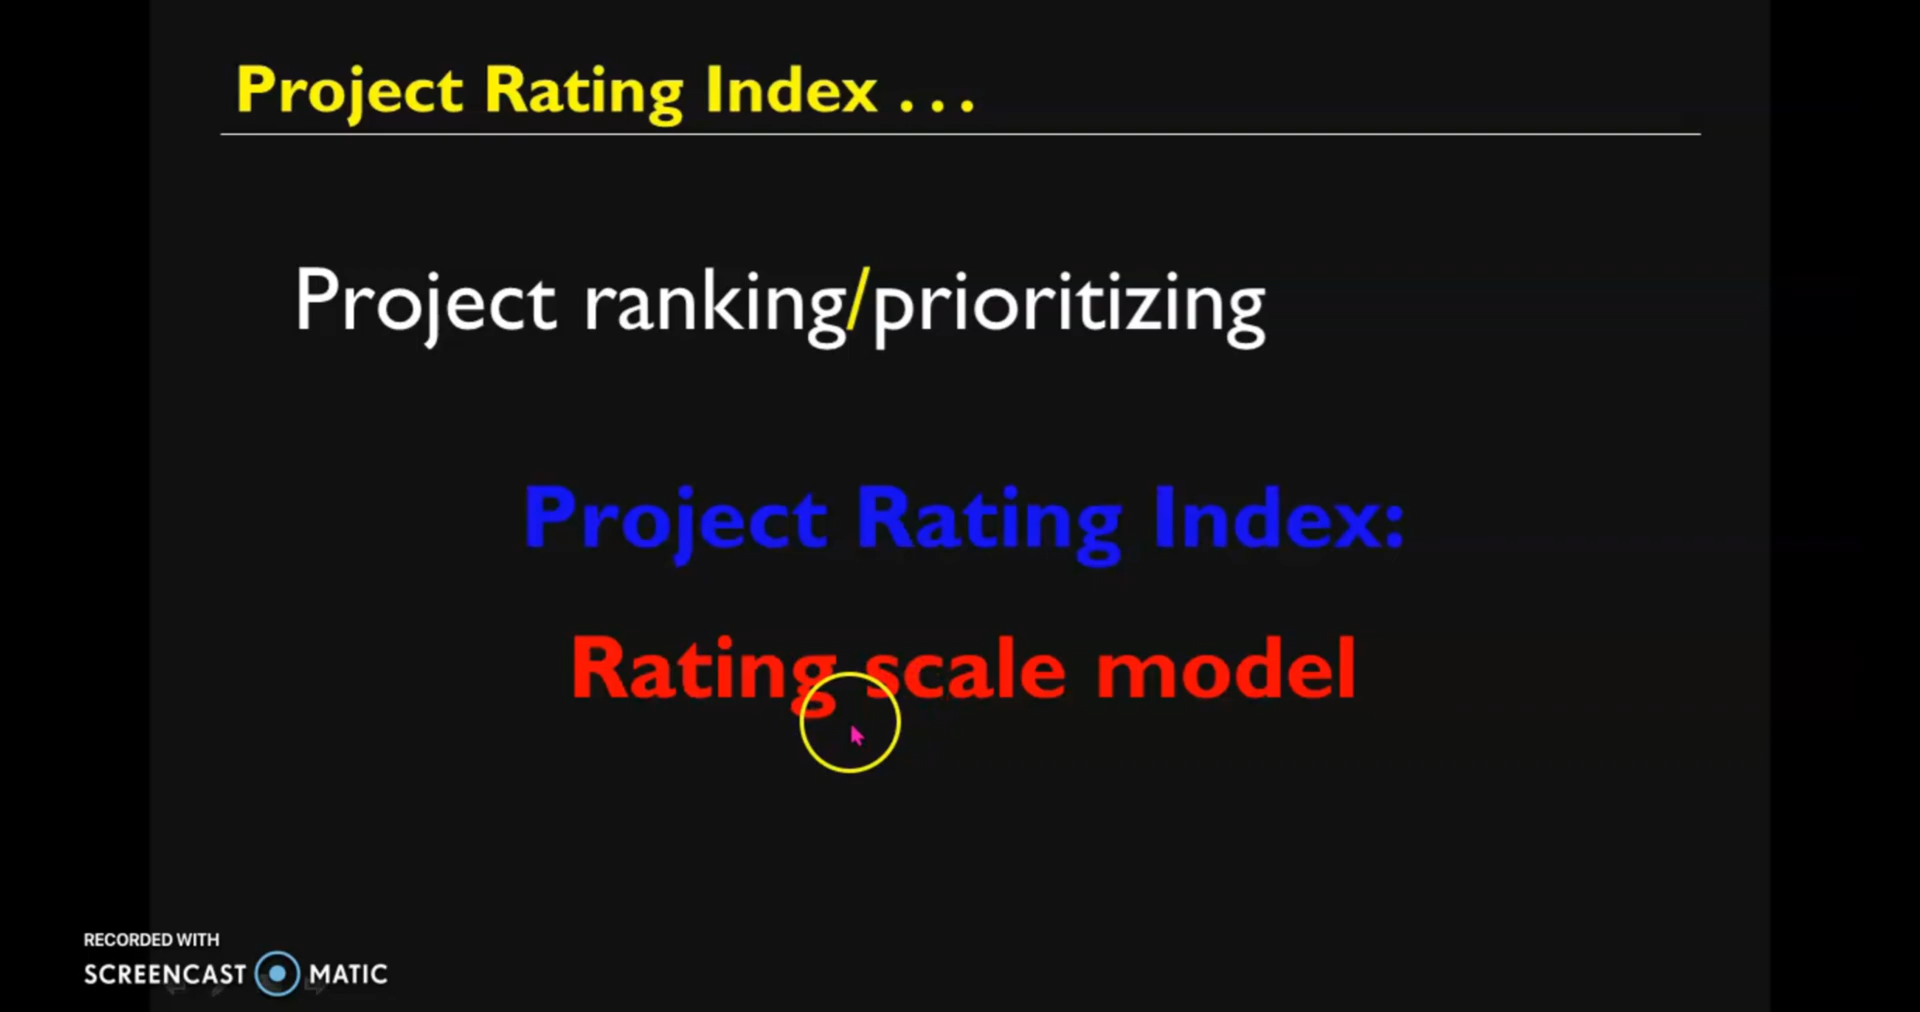 Project Rating Index . . .
Project ranking/prioritizing
Project Rating Index:
Rating scale model
RECORDED WITH
SCREENCAST MATIC